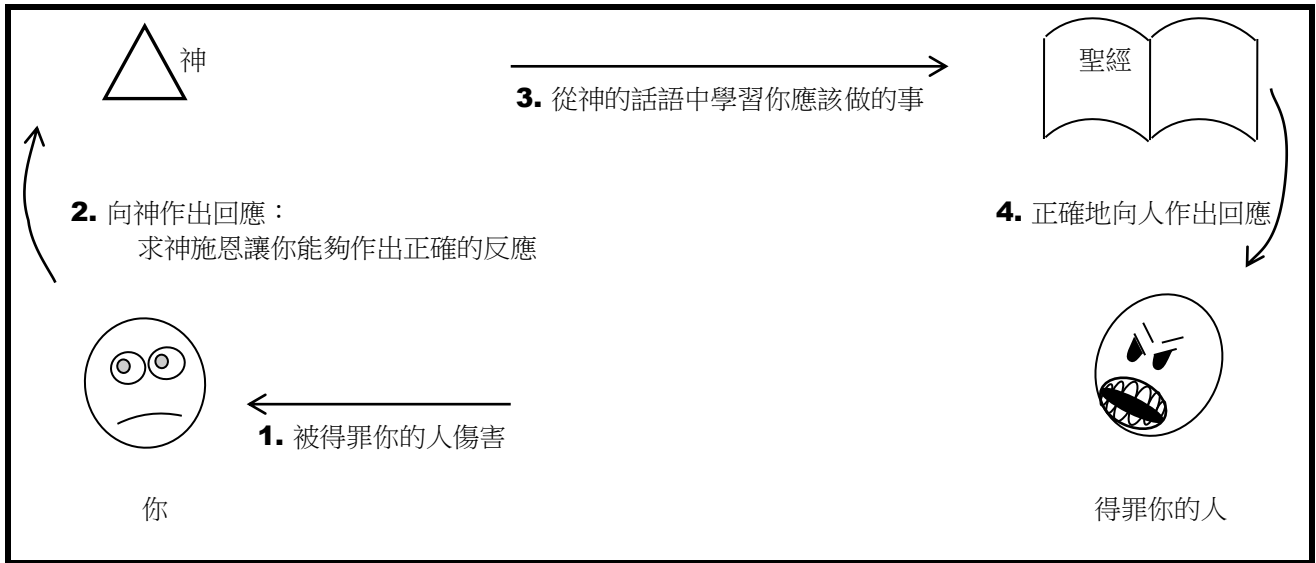 神
聖經
3. 從神的話語中學習你應該做的事
2. 向神作出回應：
求神施恩讓你能夠作出正確的反應
4. 正確地向人作出回應
1. 被得罪你的人傷害
你
得罪你的人